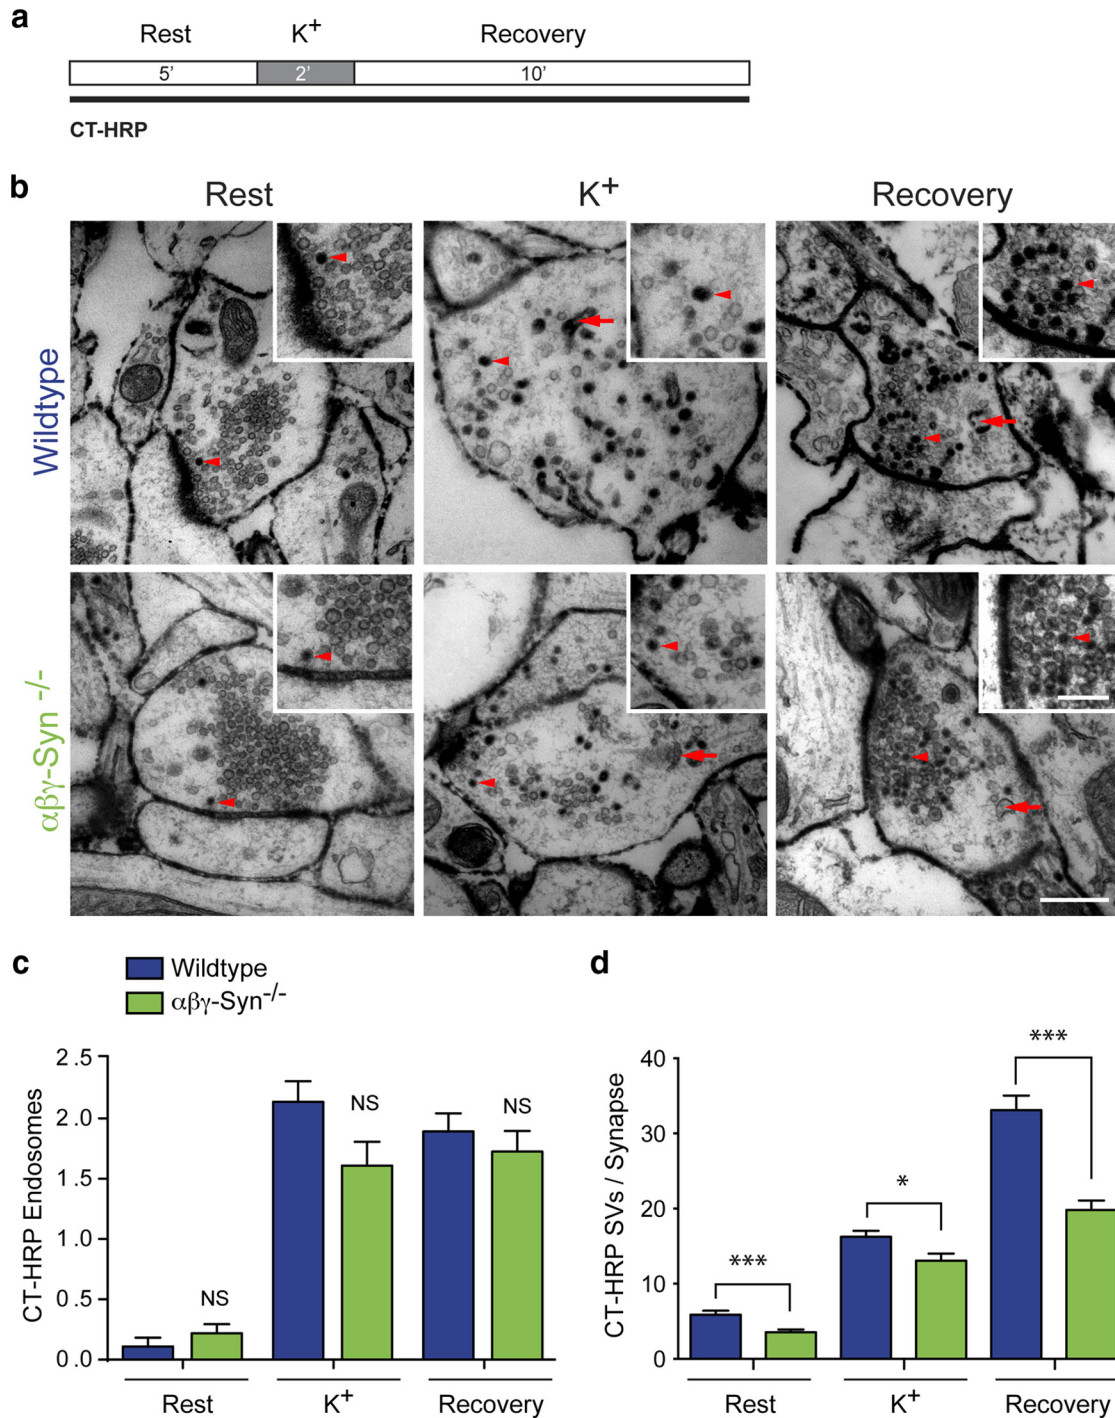 a
Rest K⁺ Recovery
5' 2' 10'
CT-HRP
b
Rest K⁺ Recovery
Wildtype
αβγ-Syn -/-
c
Wildtype
αβγ-Syn⁻/⁻
CT-HRP Endosomes
2.5
2.0
1.5
1.0
0.5
0.0
NS
NS
NS
Rest K⁺ Recovery
d
CT-HRP SVs / Synapse
40
30
20
10
0
***
*
***
Rest K⁺ Recovery